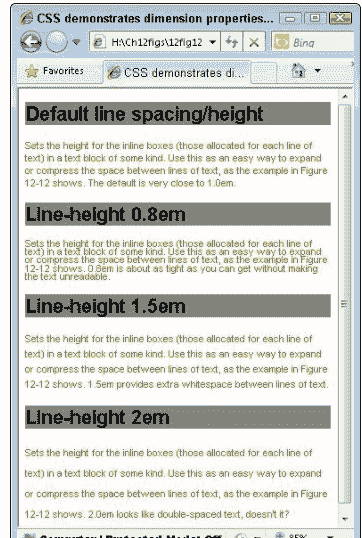 CSS demonstrates dimension properties...
H:\Ch12figs\12fig12
Bing
Favorites
CSS demonstrates di...
Default line spacing/height
Sets the height for the inline boxes (those allocated for each line of
text) in a text block of some kind. Use this as an easy way to expand
or compress the space between lines of text, as the example in Figure
12-12 shows. The default is very close to 1.0em.
Line-height 0.8em
Sets the height for the inline boxes (those allocated for each line of
text) in a text block of some kind. Use this as an easy way to expand
or compress the space between lines of text, as the example in Figure
12-12 shows. 0.8em is about as tight as you can get without making
the text unreadable.
Line-height 1.5em
Sets the height for the inline boxes (those allocated for each line of
text) in a text block of some kind. Use this as an easy way to expand
or compress the space between lines of text, as the example in Figure
12-12 shows. 1.5em provides extra whitespace between lines of text.
Line-height 2em
Sets the height for the inline boxes (those allocated for each line of
text) in a text block of some kind. Use this as an easy way to expand
or compress the space between lines of text, as the example in Figure
12-12 shows. 2.0em looks like double-spaced text, doesn't it?
Computer | Protected Mode: Off
85%